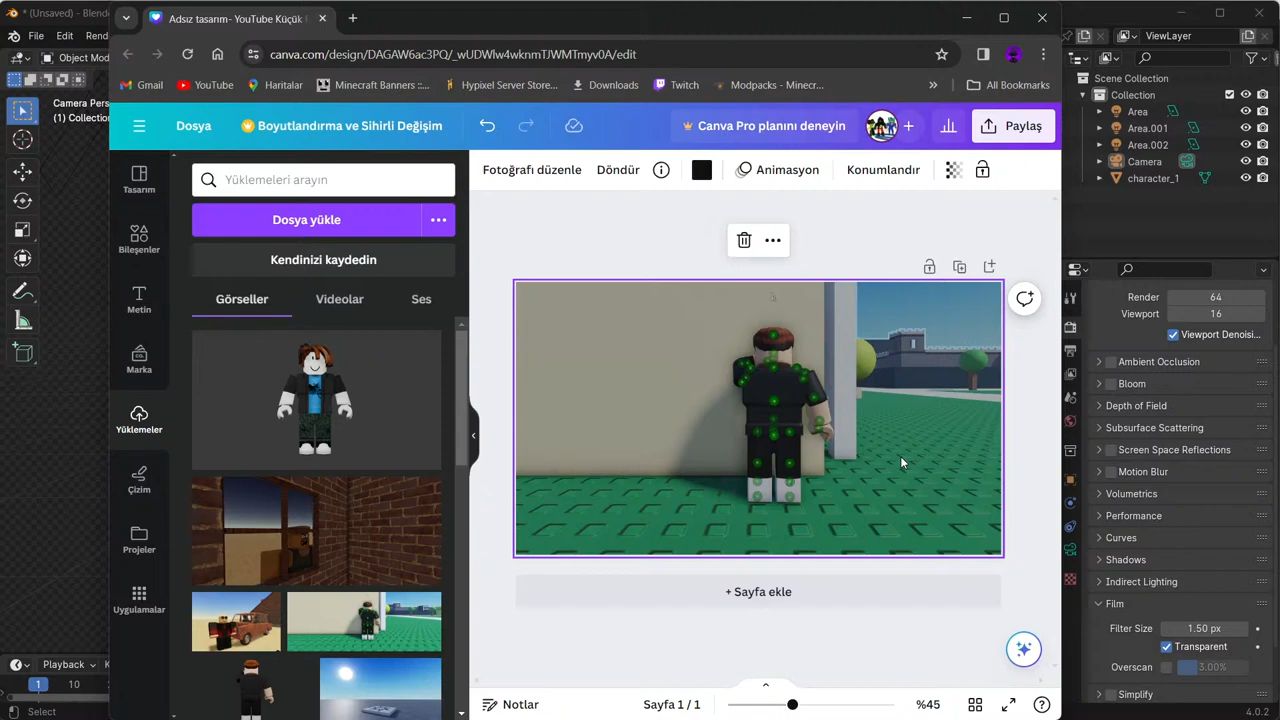 * (Unsaved) - Blen
File Edit Rend
Object Mod
Camera Pers
(1) Collection
Playback
1 10
Select
Adsız tasarım- YouTube Küçük
canva.com/design/DAGAW6ac3PQ/_wUDWlw4wknmTJWMTmyv0A/edit
Gmail YouTube Haritalar Minecraft Banners ::... Hypixel Server Store... Downloads Twitch Modpacks - Minecr... » All Bookmarks
Dosya Boyutlandırma ve Sihirli Değişim Canva Pro planını deneyin Paylaş
Tasarım
Bileşenler
Metin
Marka
Yüklemeler
Çizim
Projeler
Uygulamalar
Yüklemeleri arayın
Dosya yükle
Kendinizi kaydedin
Görseller Videolar Ses
Fotoğrafı düzenle Döndür Animasyon Konumlandır
+ Sayfa ekle
Notlar Sayfa 1 / 1 %45
ViewLayer
Scene Collection
Collection
Area
Area.001
Area.002
Camera
character_1
Render 64
Viewport 16
Viewport Denoisi...
Ambient Occlusion
Bloom
Depth of Field
Subsurface Scattering
Screen Space Reflections
Motion Blur
Volumetrics
Performance
Curves
Shadows
Indirect Lighting
Film
Filter Size 1.50 px
Transparent
Overscan 3.00%
Simplify
4.0.2